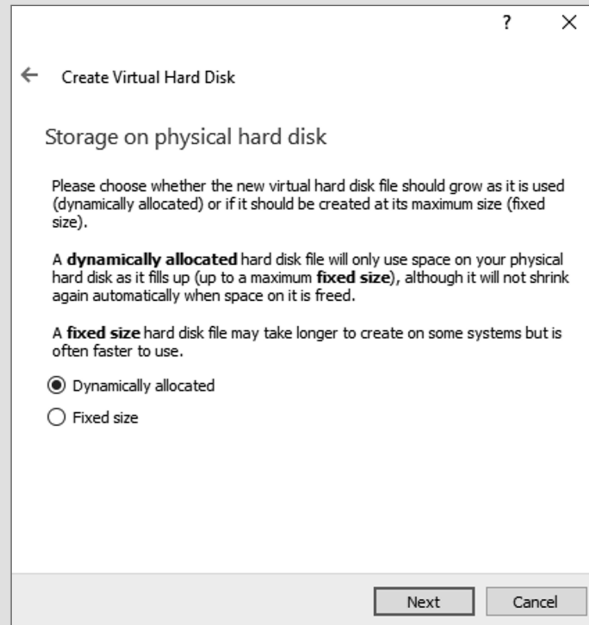 ?
Create Virtual Hard Disk
Storage on physical hard disk
Please choose whether the new virtual hard disk file should grow as it is used
(dynamically allocated) or if it should be created at its maximum size (fixed
size).
A dynamically allocated hard disk file will only use space on your physical
hard disk as it fills up (up to a maximum fixed size), although it will not shrink
again automatically when space on it is freed.
A fixed size hard disk file may take longer to create on some systems but is
often faster to use.
Dynamically allocated
Fixed size
Next Cancel